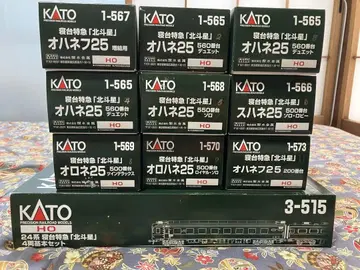 KATO 1-567
寝台特急「北斗星」
オハネフ25 増結用
HO
KATO 1-565
寝台特急「北斗星」
オハネ25 560番台 デュエット
HO
KATO 1-565
寝台特急「北斗星」
オハネ25 560番台 デュエット
HO
KATO 1-565
寝台特急「北斗星」
オハネ25 560番台 デュエット
HO
KATO 1-568
寝台特急「北斗星」
オハネ25 550番台 ソロ
HO
KATO 1-566
寝台特急「北斗星」
スハネ25 500番台 ソロ・ロビー
HO
KATO 1-569
寝台特急「北斗星」
オロネ25 500番台 ツインデラックス
HO
KATO 1-570
寝台特急「北斗星」
オロハネ25 500番台 ロイヤル・ソロ
HO
KATO 1-573
オハネフ25 200番台
HO
KATO
PRECISION RAILROAD MODELS
HO
3-515
24系 寝台特急「北斗星」
4両基本セット